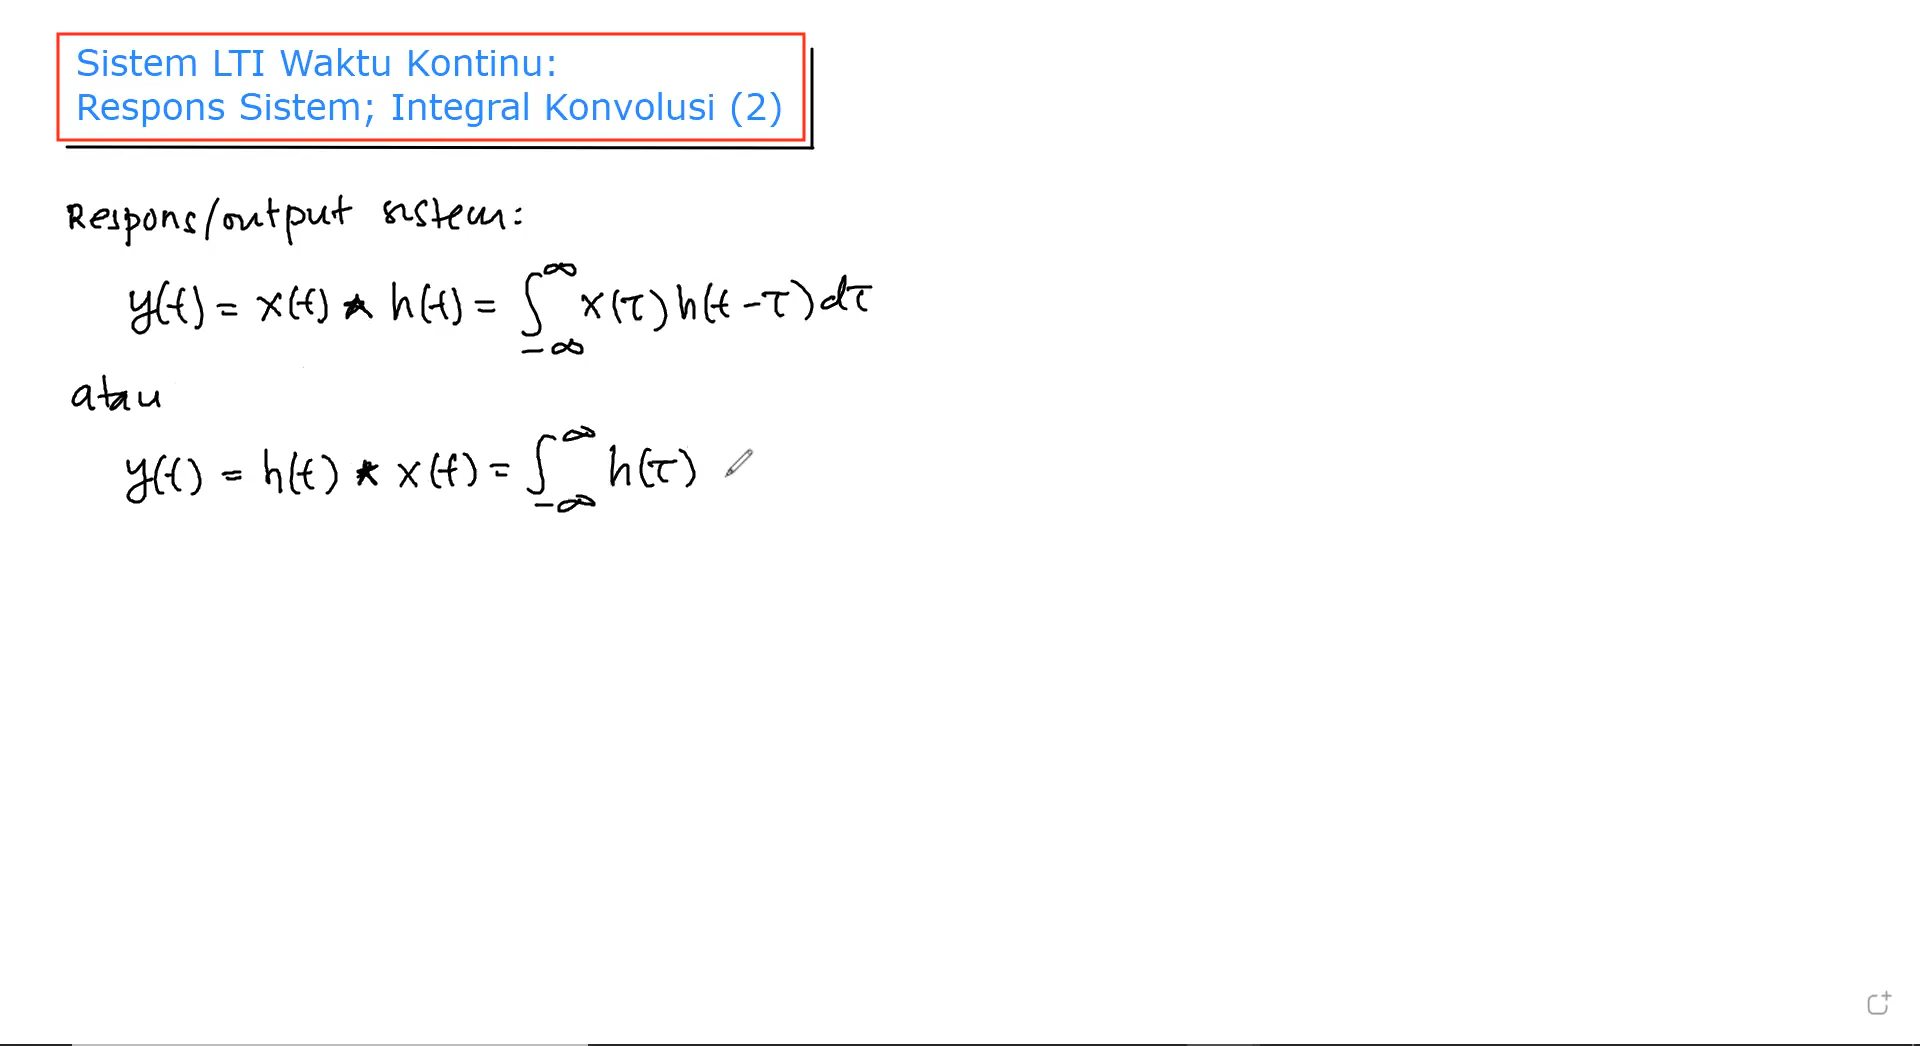 Sistem LTI Waktu Kontinu:
Respons Sistem; Integral Konvolusi (2)
Respons/output sistem:
y(t) = x(t) * h(t) = ∫_{-∞}^{∞} x(τ) h(t-τ) dτ
atau
y(t) = h(t) * x(t) = ∫_{-∞}^{∞} h(τ)